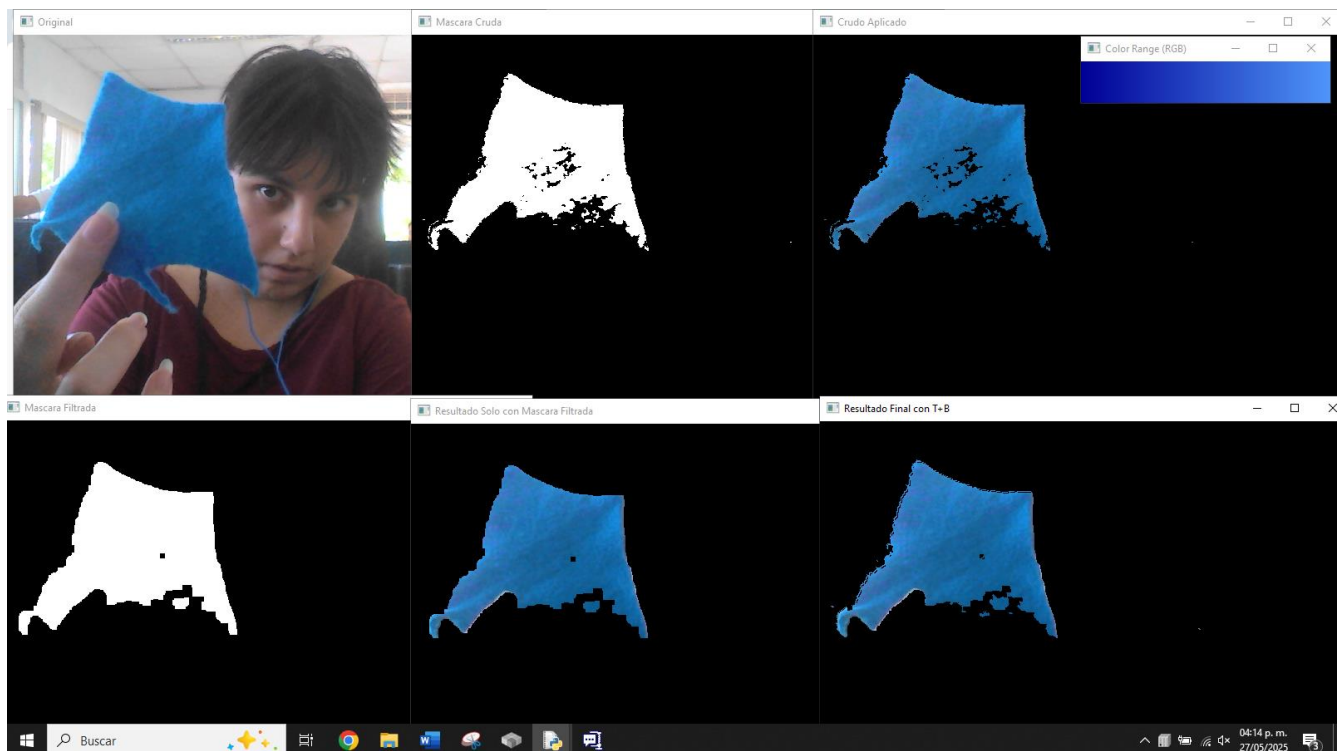 Original
Mascara Cruda
Crudo Aplicado
Color Range (RGB)
Mascara Filtrada
Resultado Solo con Mascara Filtrada
Resultado Final con T+B
Buscar
04:14 p. m.
27/05/2025
3